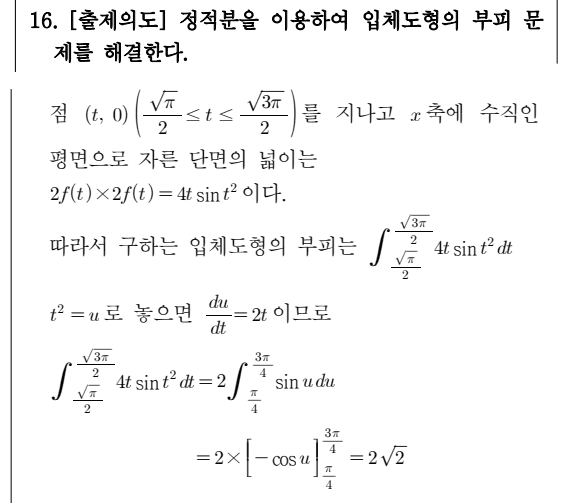 16. [출제의도] 정적분을 이용하여 입체도형의 부피 문
제를 해결한다.
점 (t, 0) (√π/2 ≤ t ≤ √3π/2) 를 지나고 x축에 수직인
평면으로 자른 단면의 넓이는
2f(t)×2f(t)=4t sin t² 이다.
따라서 구하는 입체도형의 부피는 ∫_{√π/2}^{√3π/2} 4t sin t² dt
t² = u로 놓으면 du/dt = 2t 이므로
∫_{√π/2}^{√3π/2} 4t sin t² dt = 2∫_{π/4}^{3π/4} sin u du
= 2×[−cos u]_{π/4}^{3π/4} = 2√2